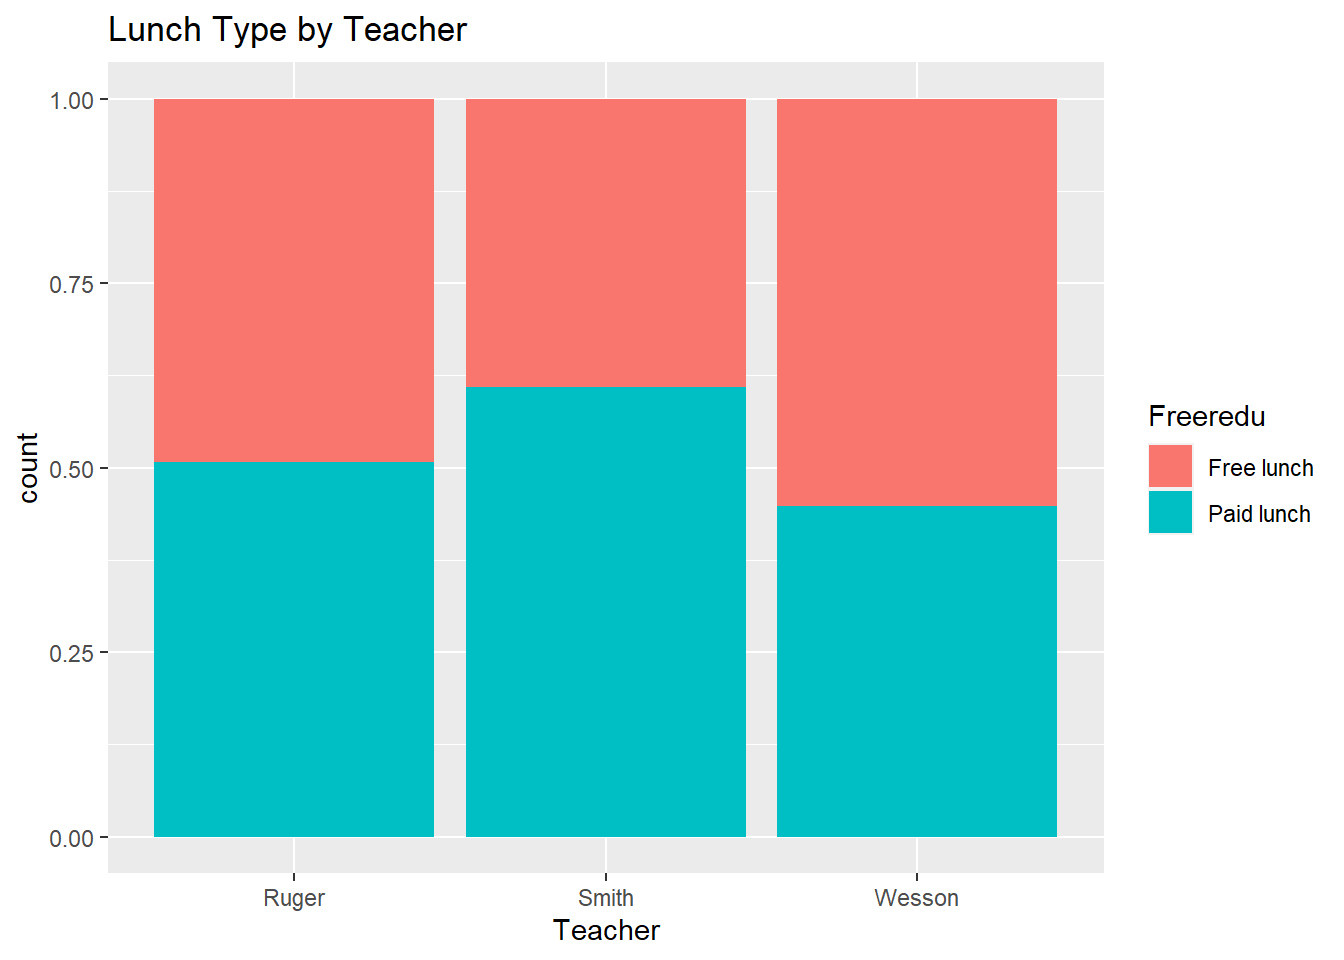 Lunch Type by Teacher
1.00
0.75
0.50
0.25
0.00
count
Ruger Smith Wesson
Teacher
Freeredu
Free lunch
Paid lunch